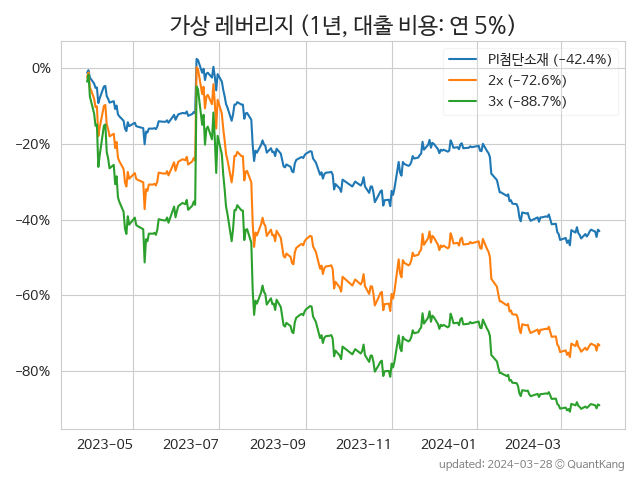 가상 레버리지 (1년, 대출 비용: 연 5%)
PI첨단소재 (−42.4%)
2x (−72.6%)
3x (−88.7%)
0%
−20%
−40%
−60%
−80%
2023-05 2023-07 2023-09 2023-11 2024-01 2024-03
updated: 2024-03-28 © QuantKang